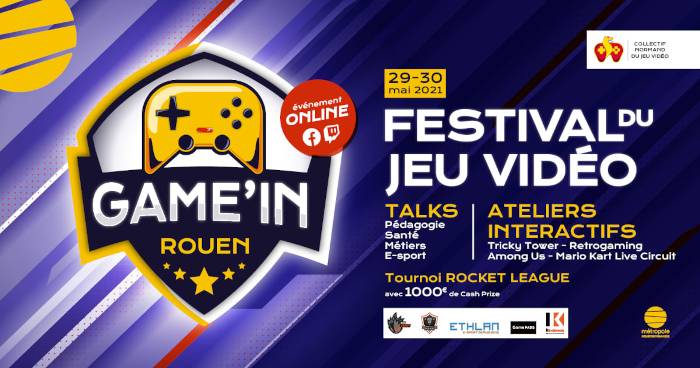 COLLECTIF
NORMAND
DU JEU VIDÉO
29-30
mai 2021
événement
ONLINE
FESTIVAL DU
JEU VIDÉO
GAME'IN
ROUEN
TALKS
Pédagogie
Santé
Métiers
E-sport
ATELIERS
INTERACTIFS
Tricky Tower - Retrogaming
Among Us - Mario Kart Live Circuit
Tournoi ROCKET LEAGUE
avec 1000€ de Cash Prize
ETHLAN
Game PARS
métropole